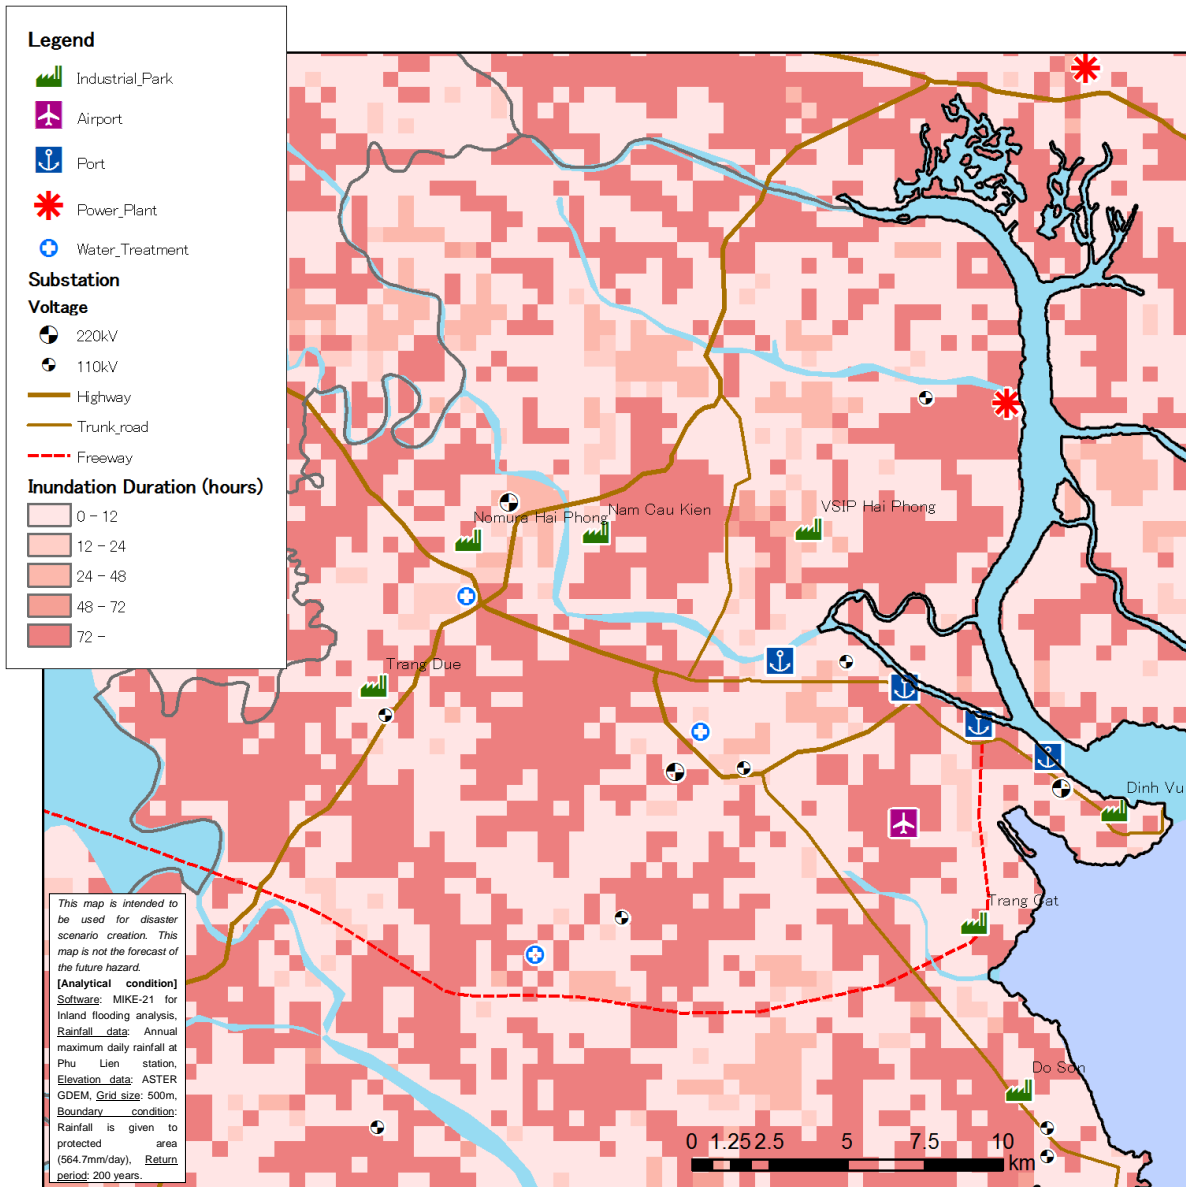 Legend
Industrial_Park
Airport
Port
Power_Plant
Water_Treatment
Substation
Voltage
220kV
110kV
Highway
Trunk_road
Freeway
Inundation Duration (hours)
0 - 12
12 - 24
24 - 48
48 - 72
72 -
Nomura Hai Phong
Nam Cau Kien
VSIP Hai Phong
Trang Due
Dinh Vu
Trang Cat
Do Son
This map is intended to
be used for disaster
scenario creation. This
map is not the forecast of
the future hazard.
[Analytical condition]
Software: MIKE-21 for
Inland flooding analysis,
Rainfall data: Annual
maximum daily rainfall at
Phu Lien station,
Elevation data: ASTER
GDEM, Grid size: 500m,
Boundary condition:
Rainfall is given to
protected area
(564.7mm/day), Return
period: 200 years.
0 1.25 2.5 5 7.5 10
km